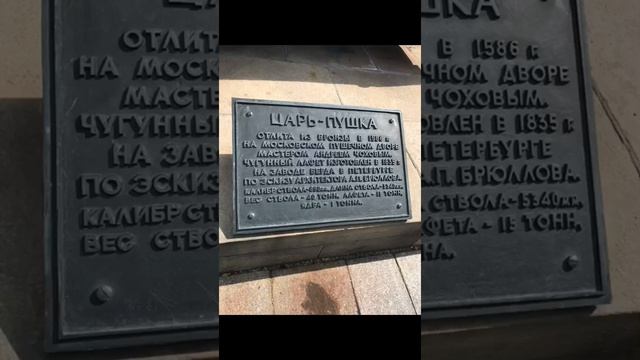 ЦАРЬ-ПУШКА
ОТЛИТА ИЗ БРОНЗЫ В 1586 г.
НА МОСКОВСКОМ ПУШЕЧНОМ ДВОРЕ
МАСТЕРОМ АНДРЕЕМ ЧОХОВЫМ.
ЧУГУННЫЙ ЛАФЕТ ИЗГОТОВЛЕН В 1835 г.
НА ЗАВОДЕ БЕРДА В ПЕТЕРБУРГЕ
ПО ЭСКИЗУ АРХИТЕКТОРА А.П. БРЮЛЛОВА.
КАЛИБР СТВОЛА-890мм. ДЛИНА СТВОЛА-5340мм.
ВЕС СТВОЛА - 40 ТОНН, ЛАФЕТА - 15 ТОНН,
ЯДРА - 1 ТОННА.